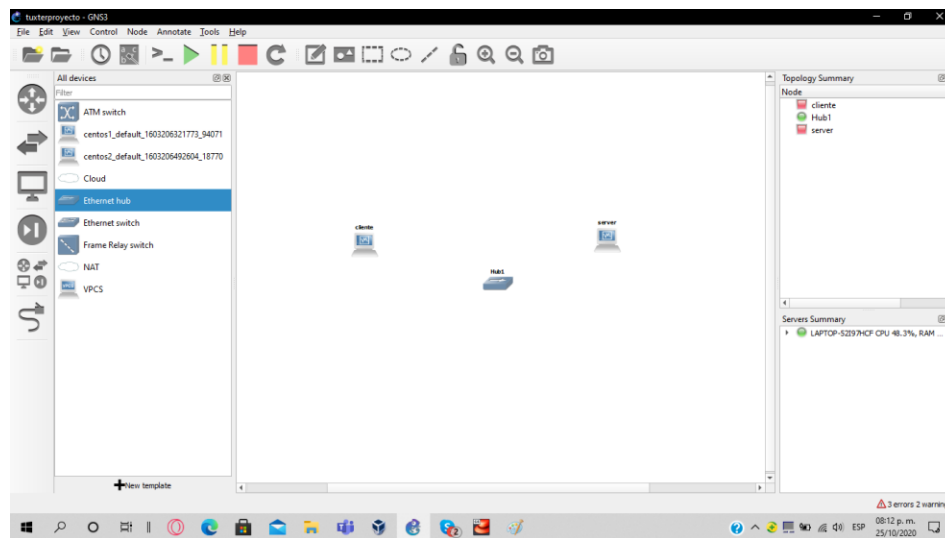 tuxterproyecto - GNS3
File Edit View Control Node Annotate Tools Help
All devices
Filter
ATM switch
centos1_default_1603206321773_94071
centos2_default_1603206492604_18770
Cloud
Ethernet hub
Ethernet switch
Frame Relay switch
NAT
VPCS
New template
cliente
server
Hub1
Topology Summary
Node
cliente
Hub1
server
Servers Summary
LAPTOP-52I97HCF CPU 48.3%, RAM ...
3 errors 2 warning
ESP
08:12 p. m.
25/10/2020